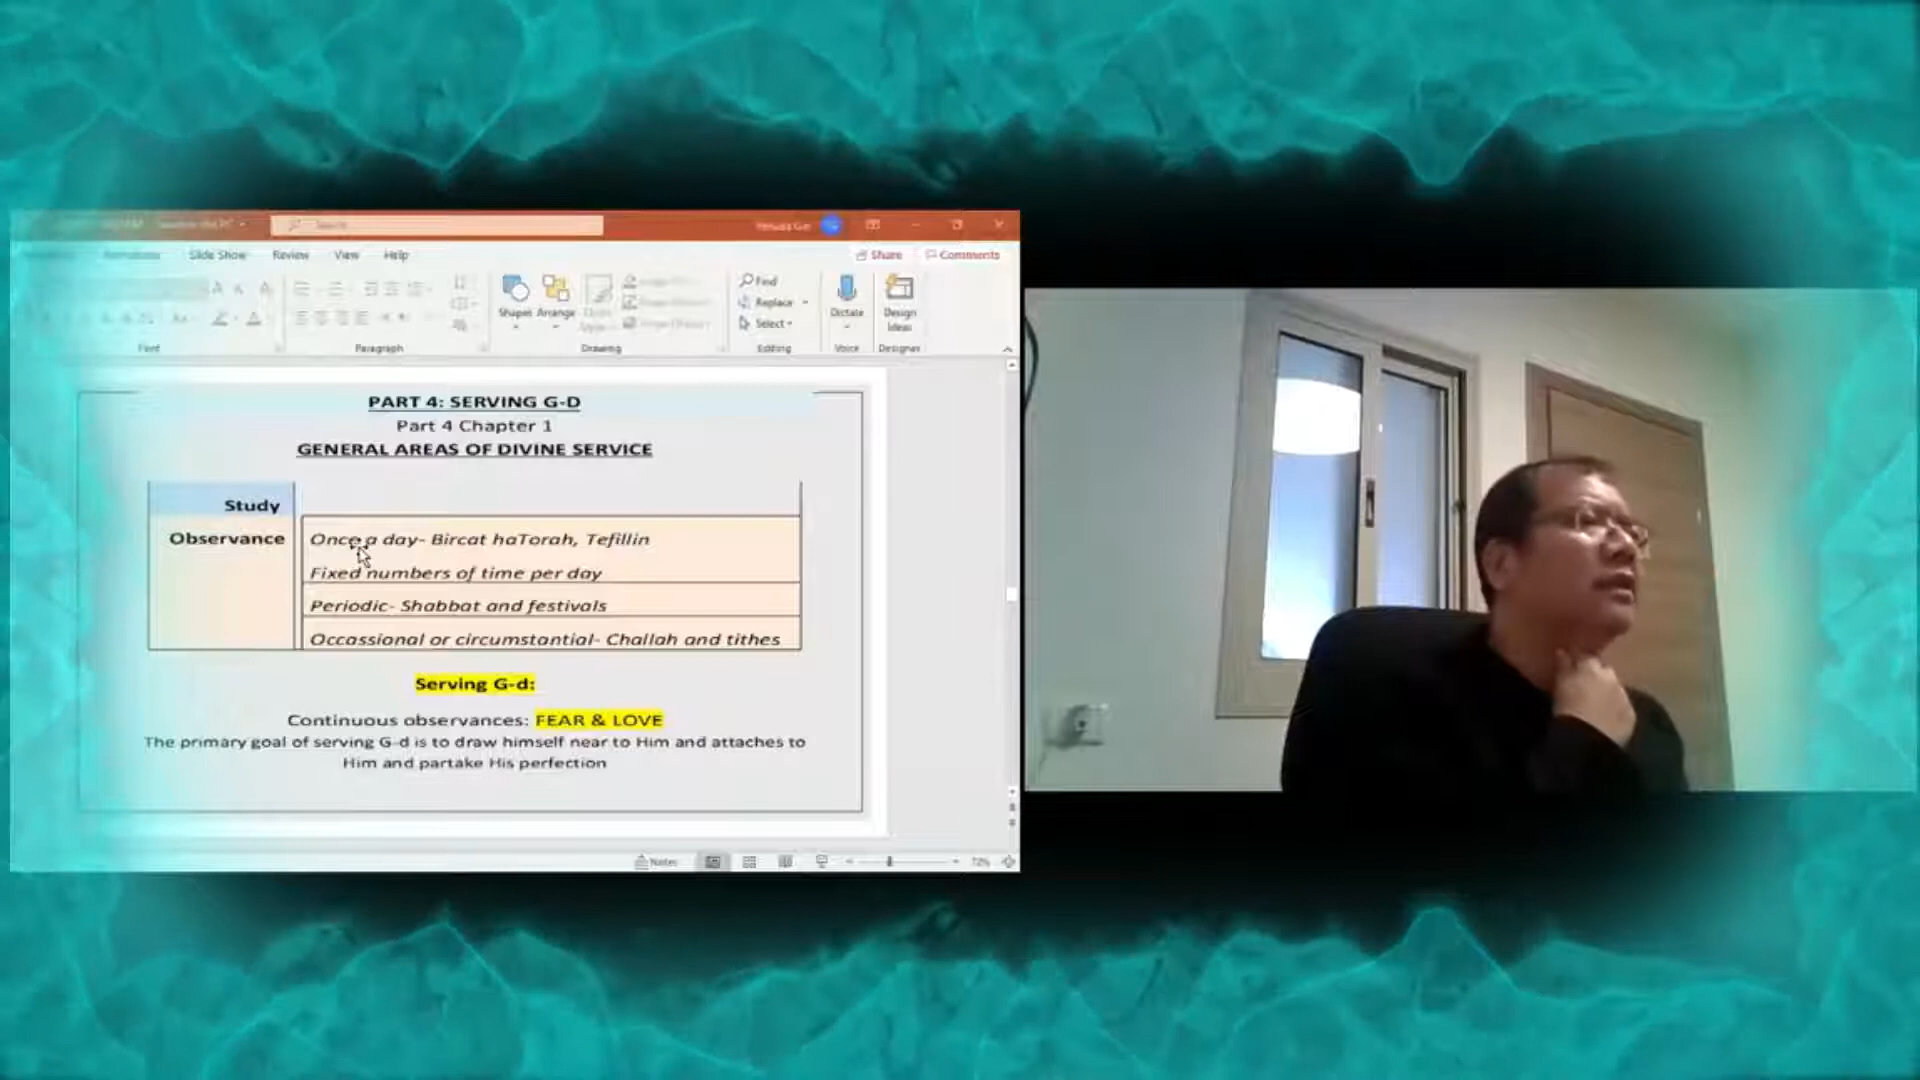 Slide Show Review View Help Share Comments
Find
Replace
Select
Shapes Arrange Dictate Design
Ideas
Font Paragraph Drawing Editing Voice Designer
PART 4: SERVING G-D
Part 4 Chapter 1
GENERAL AREAS OF DIVINE SERVICE
Study
Observance Once a day- Bircat haTorah, Tefillin
Fixed numbers of time per day
Periodic- Shabbat and festivals
Occassional or circumstantial- Challah and tithes
Serving G-d:
Continuous observances: FEAR & LOVE
The primary goal of serving G-d is to draw himself near to Him and attaches to
Him and partake His perfection
Notes 72%